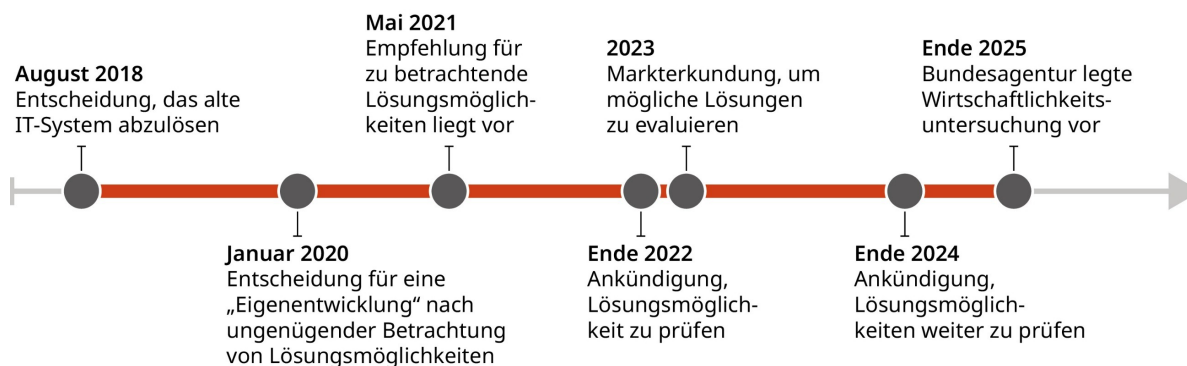 August 2018
Entscheidung, das alte
IT-System abzulösen
Januar 2020
Entscheidung für eine
„Eigenentwicklung“ nach
ungenügender Betrachtung
von Lösungsmöglichkeiten
Mai 2021
Empfehlung für
zu betrachtende
Lösungsmöglich-
keiten liegt vor
Ende 2022
Ankündigung,
Lösungsmöglich-
keit zu prüfen
2023
Markterkundung, um
mögliche Lösungen
zu evaluieren
Ende 2024
Ankündigung,
Lösungsmöglich-
keiten weiter zu prüfen
Ende 2025
Bundesagentur legte
Wirtschaftlichkeits-
untersuchung vor